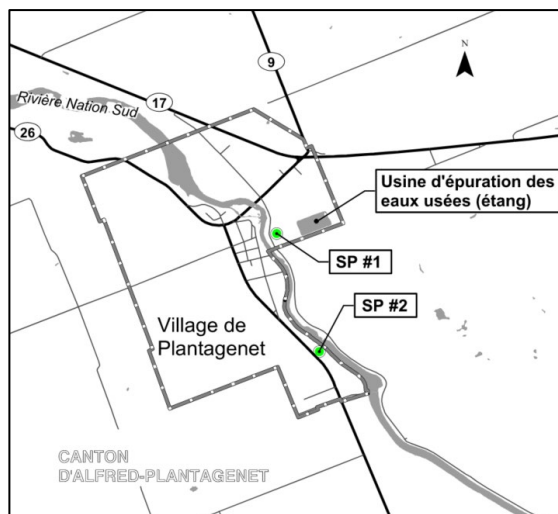 9
N
17
Rivière Nation Sud
26
Usine d'épuration des
eaux usées (étang)
SP #1
SP #2
Village de
Plantagenet
CANTON
D'ALFRED-PLANTAGENET